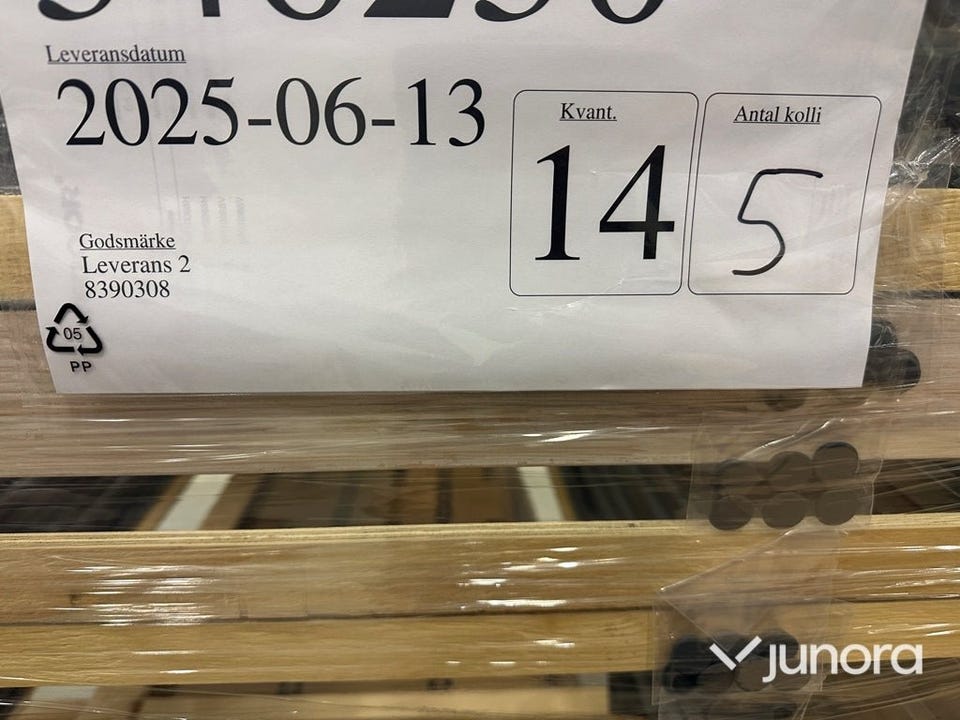 Leveransdatum
2025-06-13
Kvant.
14
Antal kolli
5
Godsmärke
Leverans 2
8390308
05
PP
junora